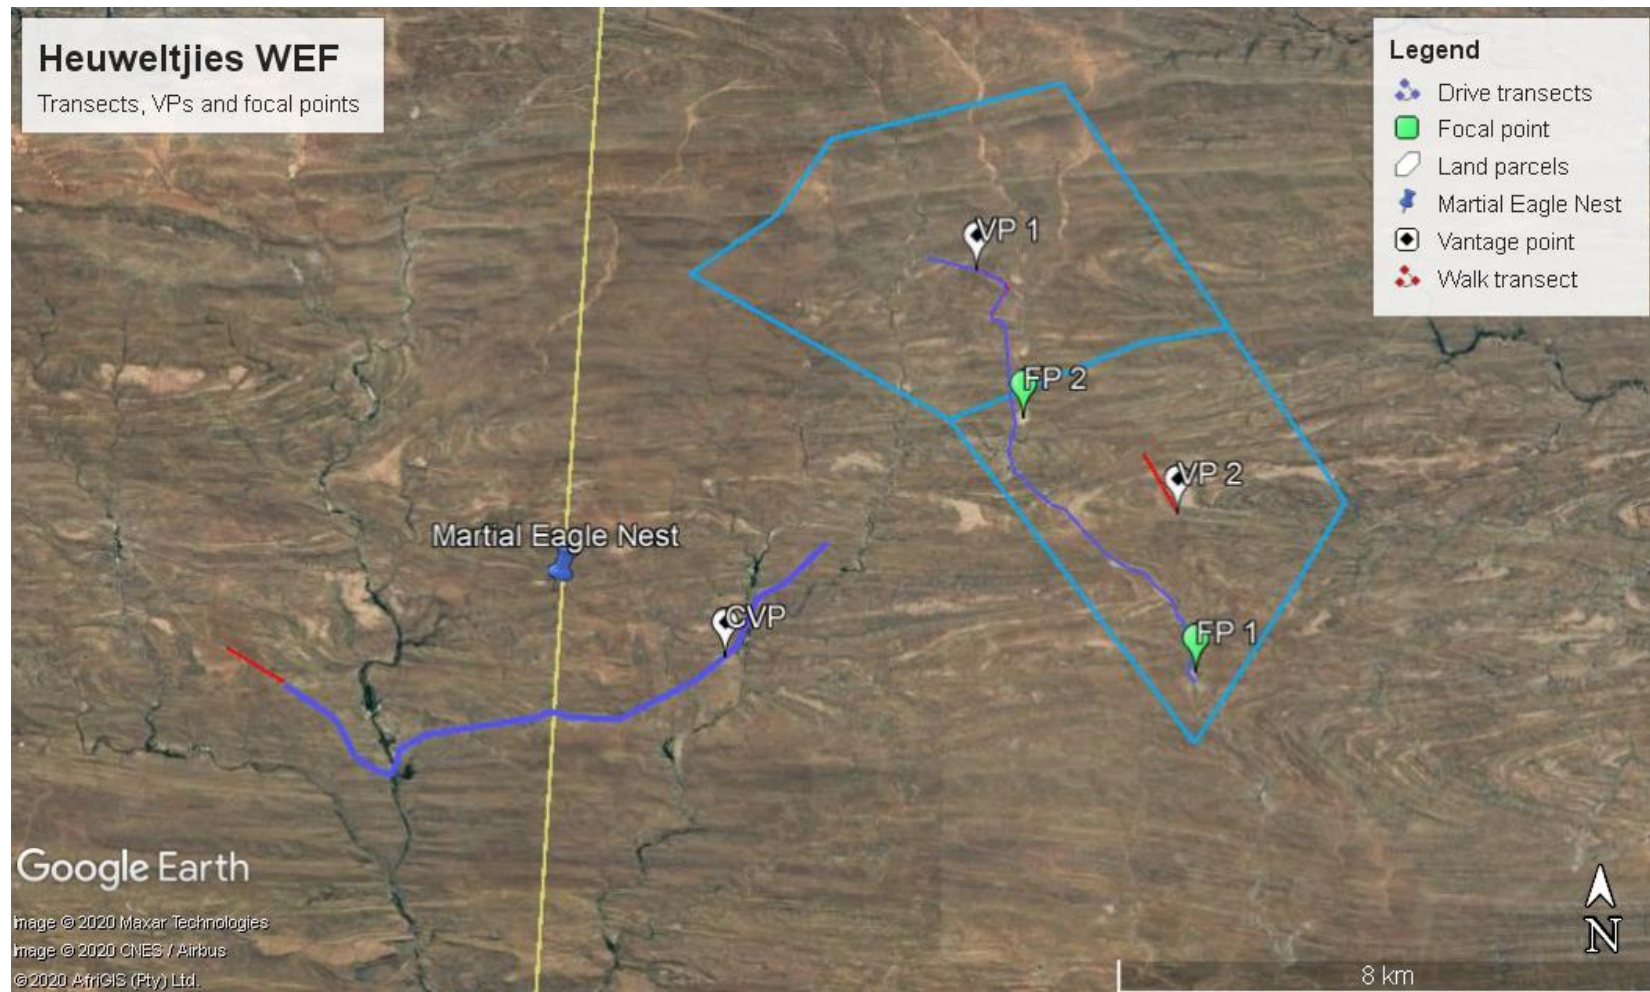 Heuweltjies WEF
Transects, VPs and focal points
Legend
Drive transects
Focal point
Land parcels
Martial Eagle Nest
Vantage point
Walk transect
VP 1
FP 2
VP 2
Martial Eagle Nest
CVP
FP 1
Google Earth
Image © 2020 Maxar Technologies
Image © 2020 CNES / Airbus
© 2020 AfriGIS (Pty) Ltd.
N
8 km